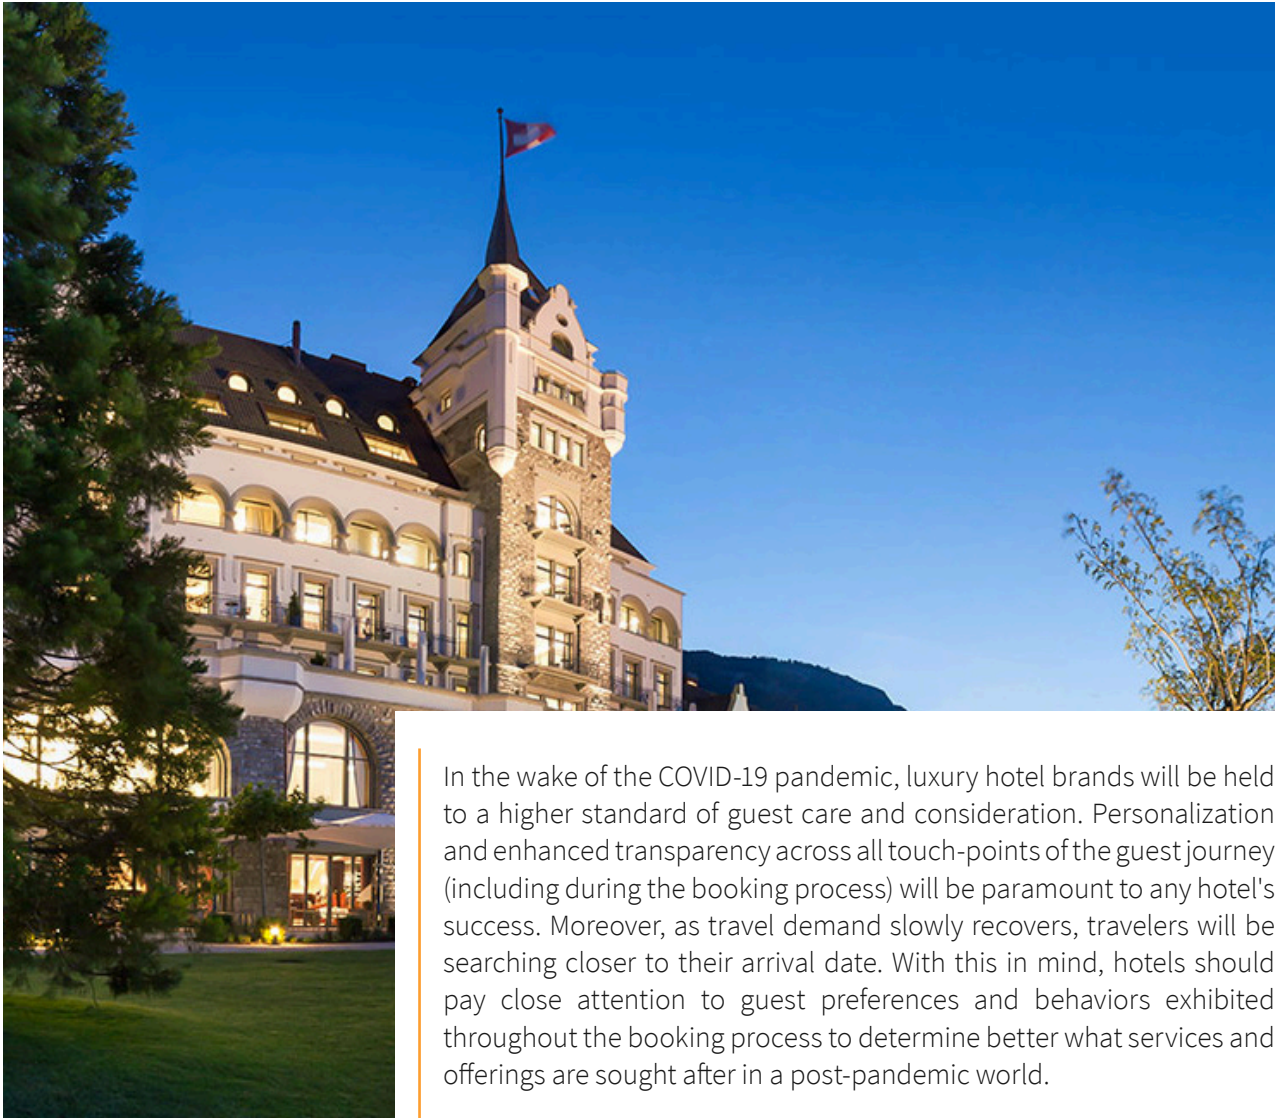 In the wake of the COVID-19 pandemic, luxury hotel brands will be held
to a higher standard of guest care and consideration. Personalization
and enhanced transparency across all touch-points of the guest journey
(including during the booking process) will be paramount to any hotel's
success. Moreover, as travel demand slowly recovers, travelers will be
searching closer to their arrival date. With this in mind, hotels should
pay close attention to guest preferences and behaviors exhibited
throughout the booking process to determine better what services and
offerings are sought after in a post-pandemic world.